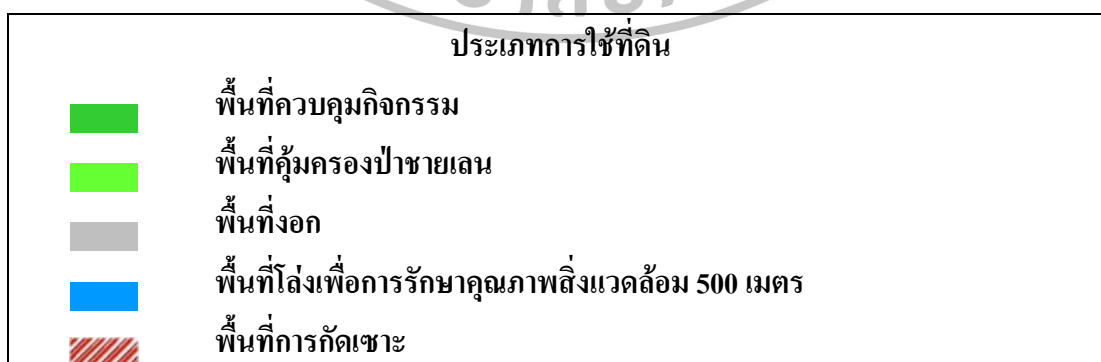 ประเภทการใช้ที่ดิน
พื้นที่ควบคุมกิจกรรม
พื้นที่คุ้มครองป่าชายเลน
พื้นที่งอก
พื้นที่โล่งเพื่อการรักษาคุณภาพสิ่งแวดล้อม 500 เมตร
พื้นที่การกัดเซาะ